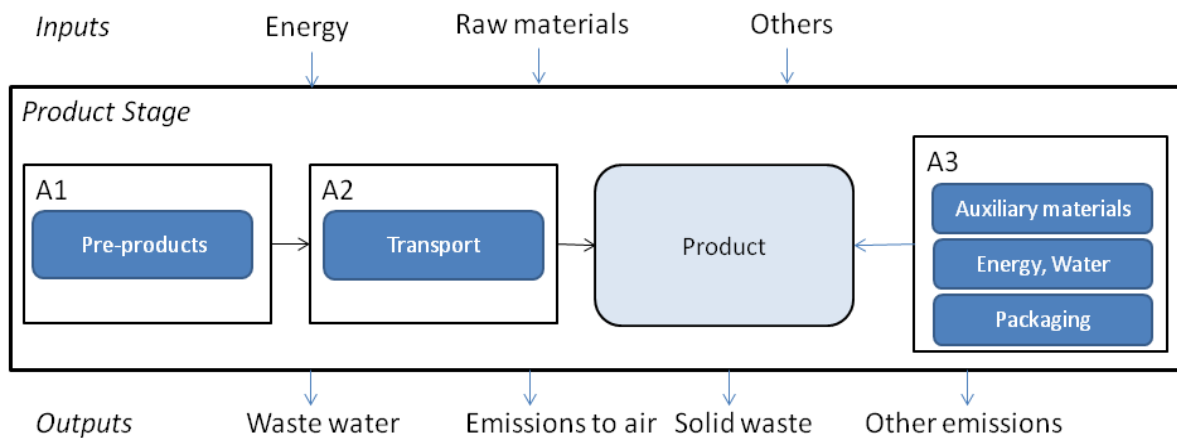 Inputs Energy Raw materials Others
Product Stage
A1
Pre-products
A2
Transport
Product
A3
Auxiliary materials
Energy, Water
Packaging
Outputs Waste water Emissions to air Solid waste Other emissions